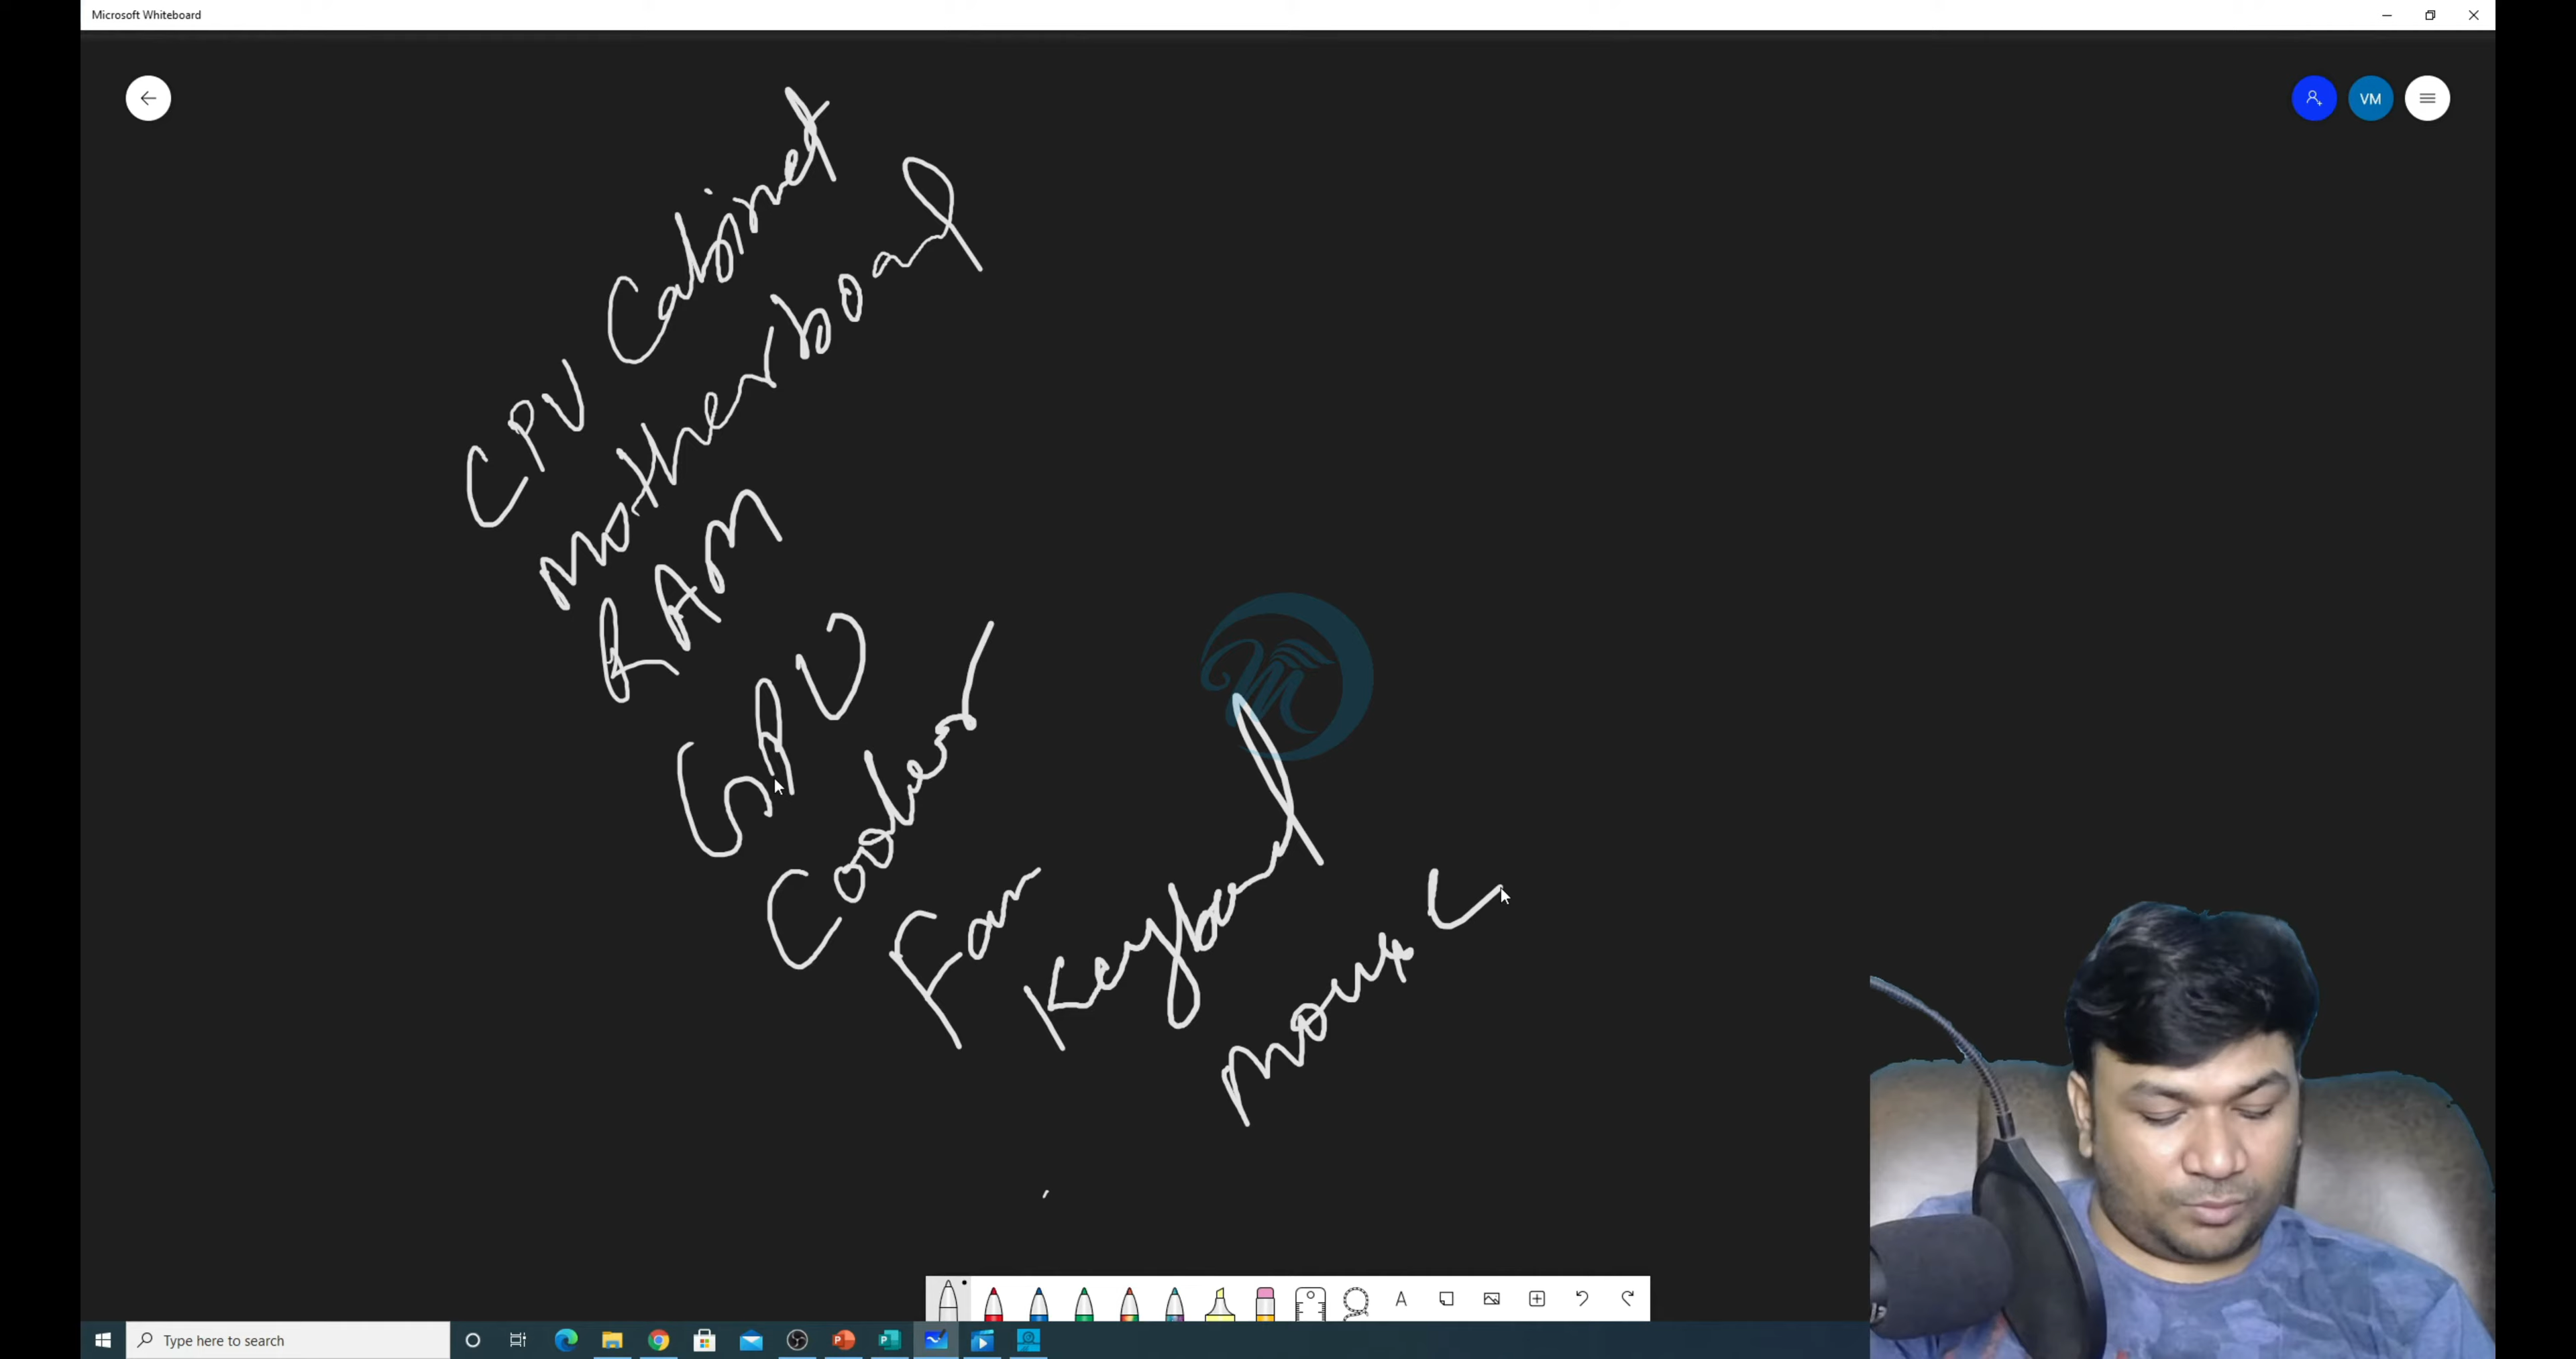 Microsoft Whiteboard
VM
CPU Cabinet
Motherboard
RAM
GPU
Cooler
Fan
Keyboard
Mouse
A
Type here to search